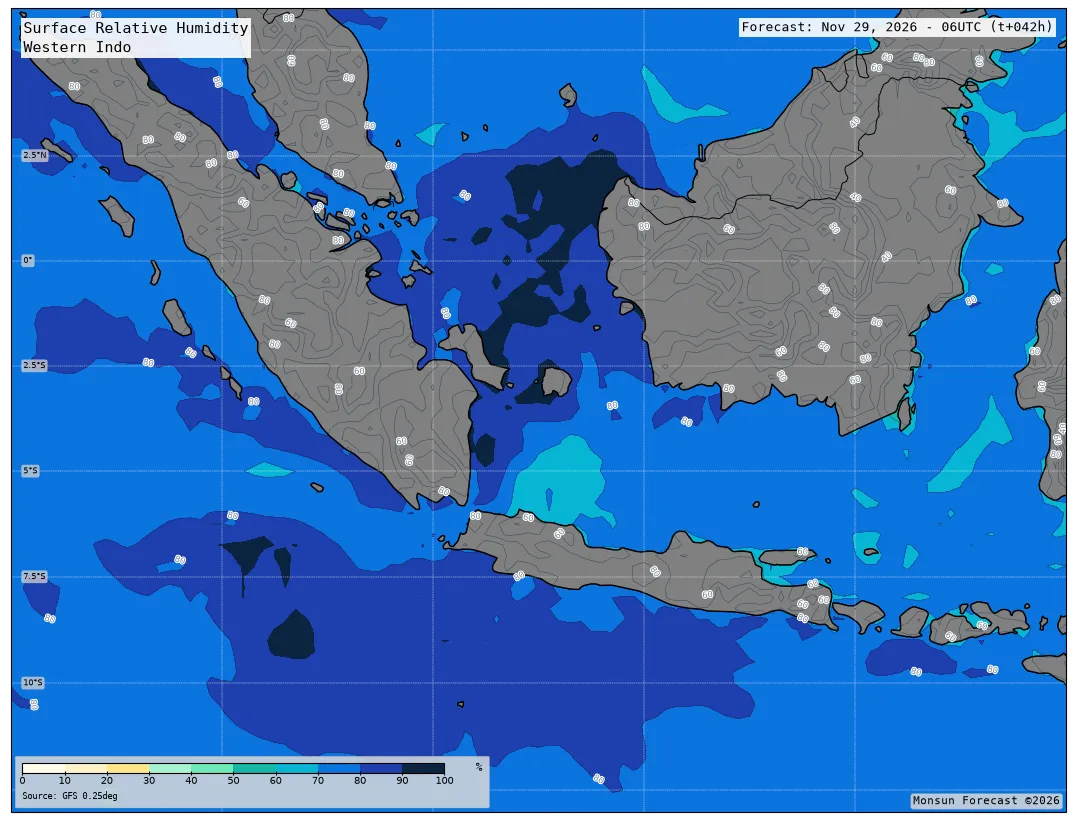 Surface Relative Humidity
Western Indo
Forecast: Nov 29, 2026 - 06UTC (t+042h)
2.5°N
0°
2.5°S
5°S
7.5°S
10°S
0 10 20 30 40 50 60 70 80 90 100
%
Source: GFS 0.25deg
Monsun Forecast ©2026